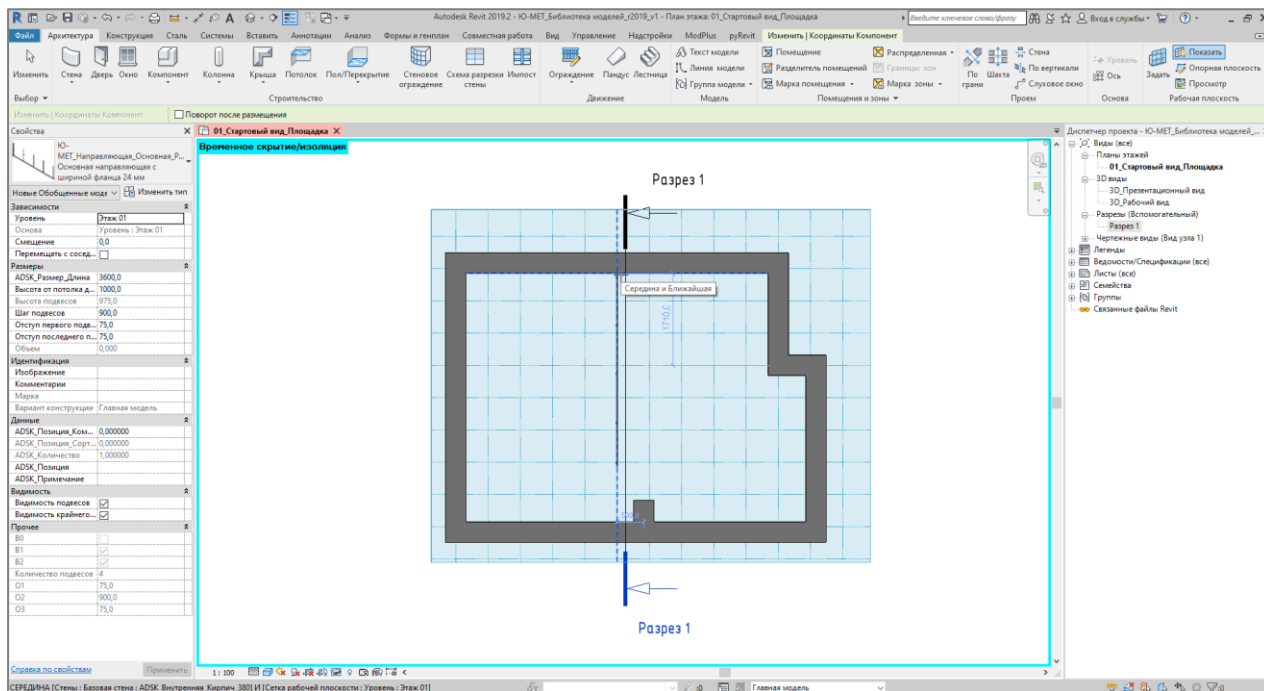 Autodesk Revit 2019.2 - Ю-МЕТ_Библиотека моделей_r2019_v1 - План этажа: 01_Стартовый вид_Площадка
Введите ключевое слово/фразу
Вход в службы
Файл Архитектура Конструкция Сталь Системы Вставить Аннотации Анализ Формы и генплан Совместная работа Вид Управление Надстройки ModPlus pyRevit Изменить | Координаты Компонент
Изменить Стена Дверь Окно Компонент Колонна Крыша Потолок Пол/Перекрытие Стеновое ограждение Схема разрезки стены Импост Ограждение Пандус Лестница
Текст модели
Линия модели
Группа модели
Помещение
Разделитель помещений
Марка помещения
Распределенная
Границы зон
Марка зоны
По грани
Шахта
Стена
По вертикали
Слуховое окно
Уровень
Ось
Задать
Показать
Опорная плоскость
Просмотр
Выбор Строительство Движение Модель Помещения и зоны Проем Основа Рабочая плоскость
Изменить | Координаты Компонент Поворот после размещения
Свойства
Ю-
МЕТ_Направляющая_Основная_Р...
Основная направляющая с
шириной фланца 24 мм
Новые Обобщенные моде Изменить тип
Зависимости
Уровень Этаж 01
Основа Уровень : Этаж 01
Смещение 0,0
Перемещать с сосед...
Размеры
ADSK_Размер_Длина 3600,0
Высота от потолка д... 1000,0
Высота подвесов 975,0
Шаг подвесов 900,0
Отступ первого подв... 75,0
Отступ последнего п... 75,0
Объем 0,000
Идентификация
Изображение
Комментарии
Марка
Вариант конструкции Главная модель
Данные
ADSK_Позиция_Ком... 0,000000
ADSK_Позиция_Сорт... 0,000000
ADSK_Количество 1,000000
ADSK_Позиция
ADSK_Примечание
Видимость
Видимость подвесов
Видимость крайнего...
Прочее
B0
B1
B2
Количество подвесов 4
O1 75,0
O2 900,0
O3 75,0
Справка по свойствам Применить
01_Стартовый вид_Площадка
Временное скрытие/изоляция
Разрез 1
Середина и Ближайшая
1710,0
Разрез 1
1 : 100
Диспетчер проекта - Ю-МЕТ_Библиотека моделей_...
Виды (все)
Планы этажей
01_Стартовый вид_Площадка
3D виды
3D_Презентационный вид
3D_Рабочий вид
Разрезы (Вспомогательный)
Разрез 1
Чертежные виды (Вид узла 1)
Легенды
Ведомости/Спецификации (все)
Листы (все)
Семейства
Группы
Связанные файлы Revit
СЕРЕДИНА [Стены : Базовая стена : ADSK_Внутренняя_Кирпич_380] И [Сетка рабочей плоскости : Уровень : Этаж 01]
:0 Главная модель :0